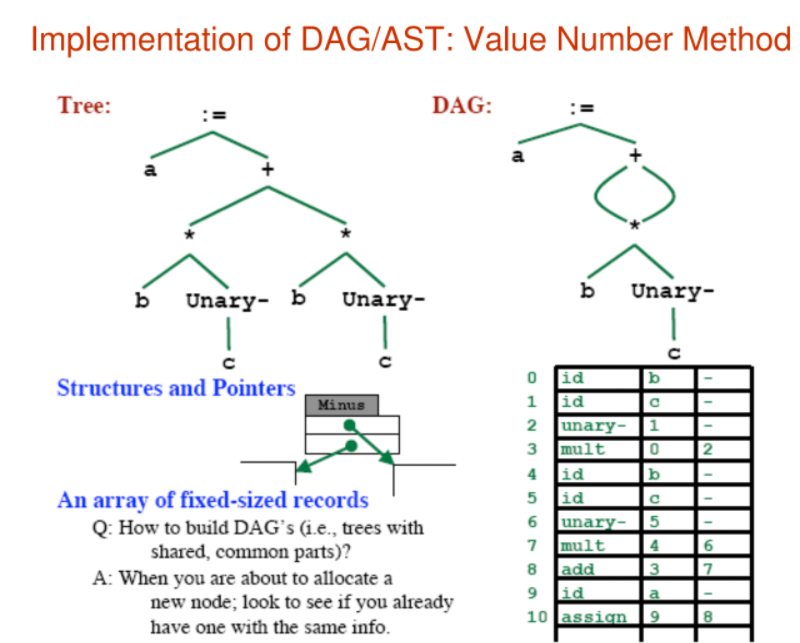 Implementation of DAG/AST: Value Number Method
Tree:
:=
a
+
*
*
b Unary- b Unary-
c
c
DAG:
:=
a
+
*
b Unary-
c
Structures and Pointers
Minus
An array of fixed-sized records
Q: How to build DAG's (i.e., trees with
shared, common parts)?
A: When you are about to allocate a
new node; look to see if you already
have one with the same info.
0 id b -
1 id c -
2 unary- 1 -
3 mult 0 2
4 id b -
5 id c -
6 unary- 5 -
7 mult 4 6
8 add 3 7
9 id a -
10 assign 9 8